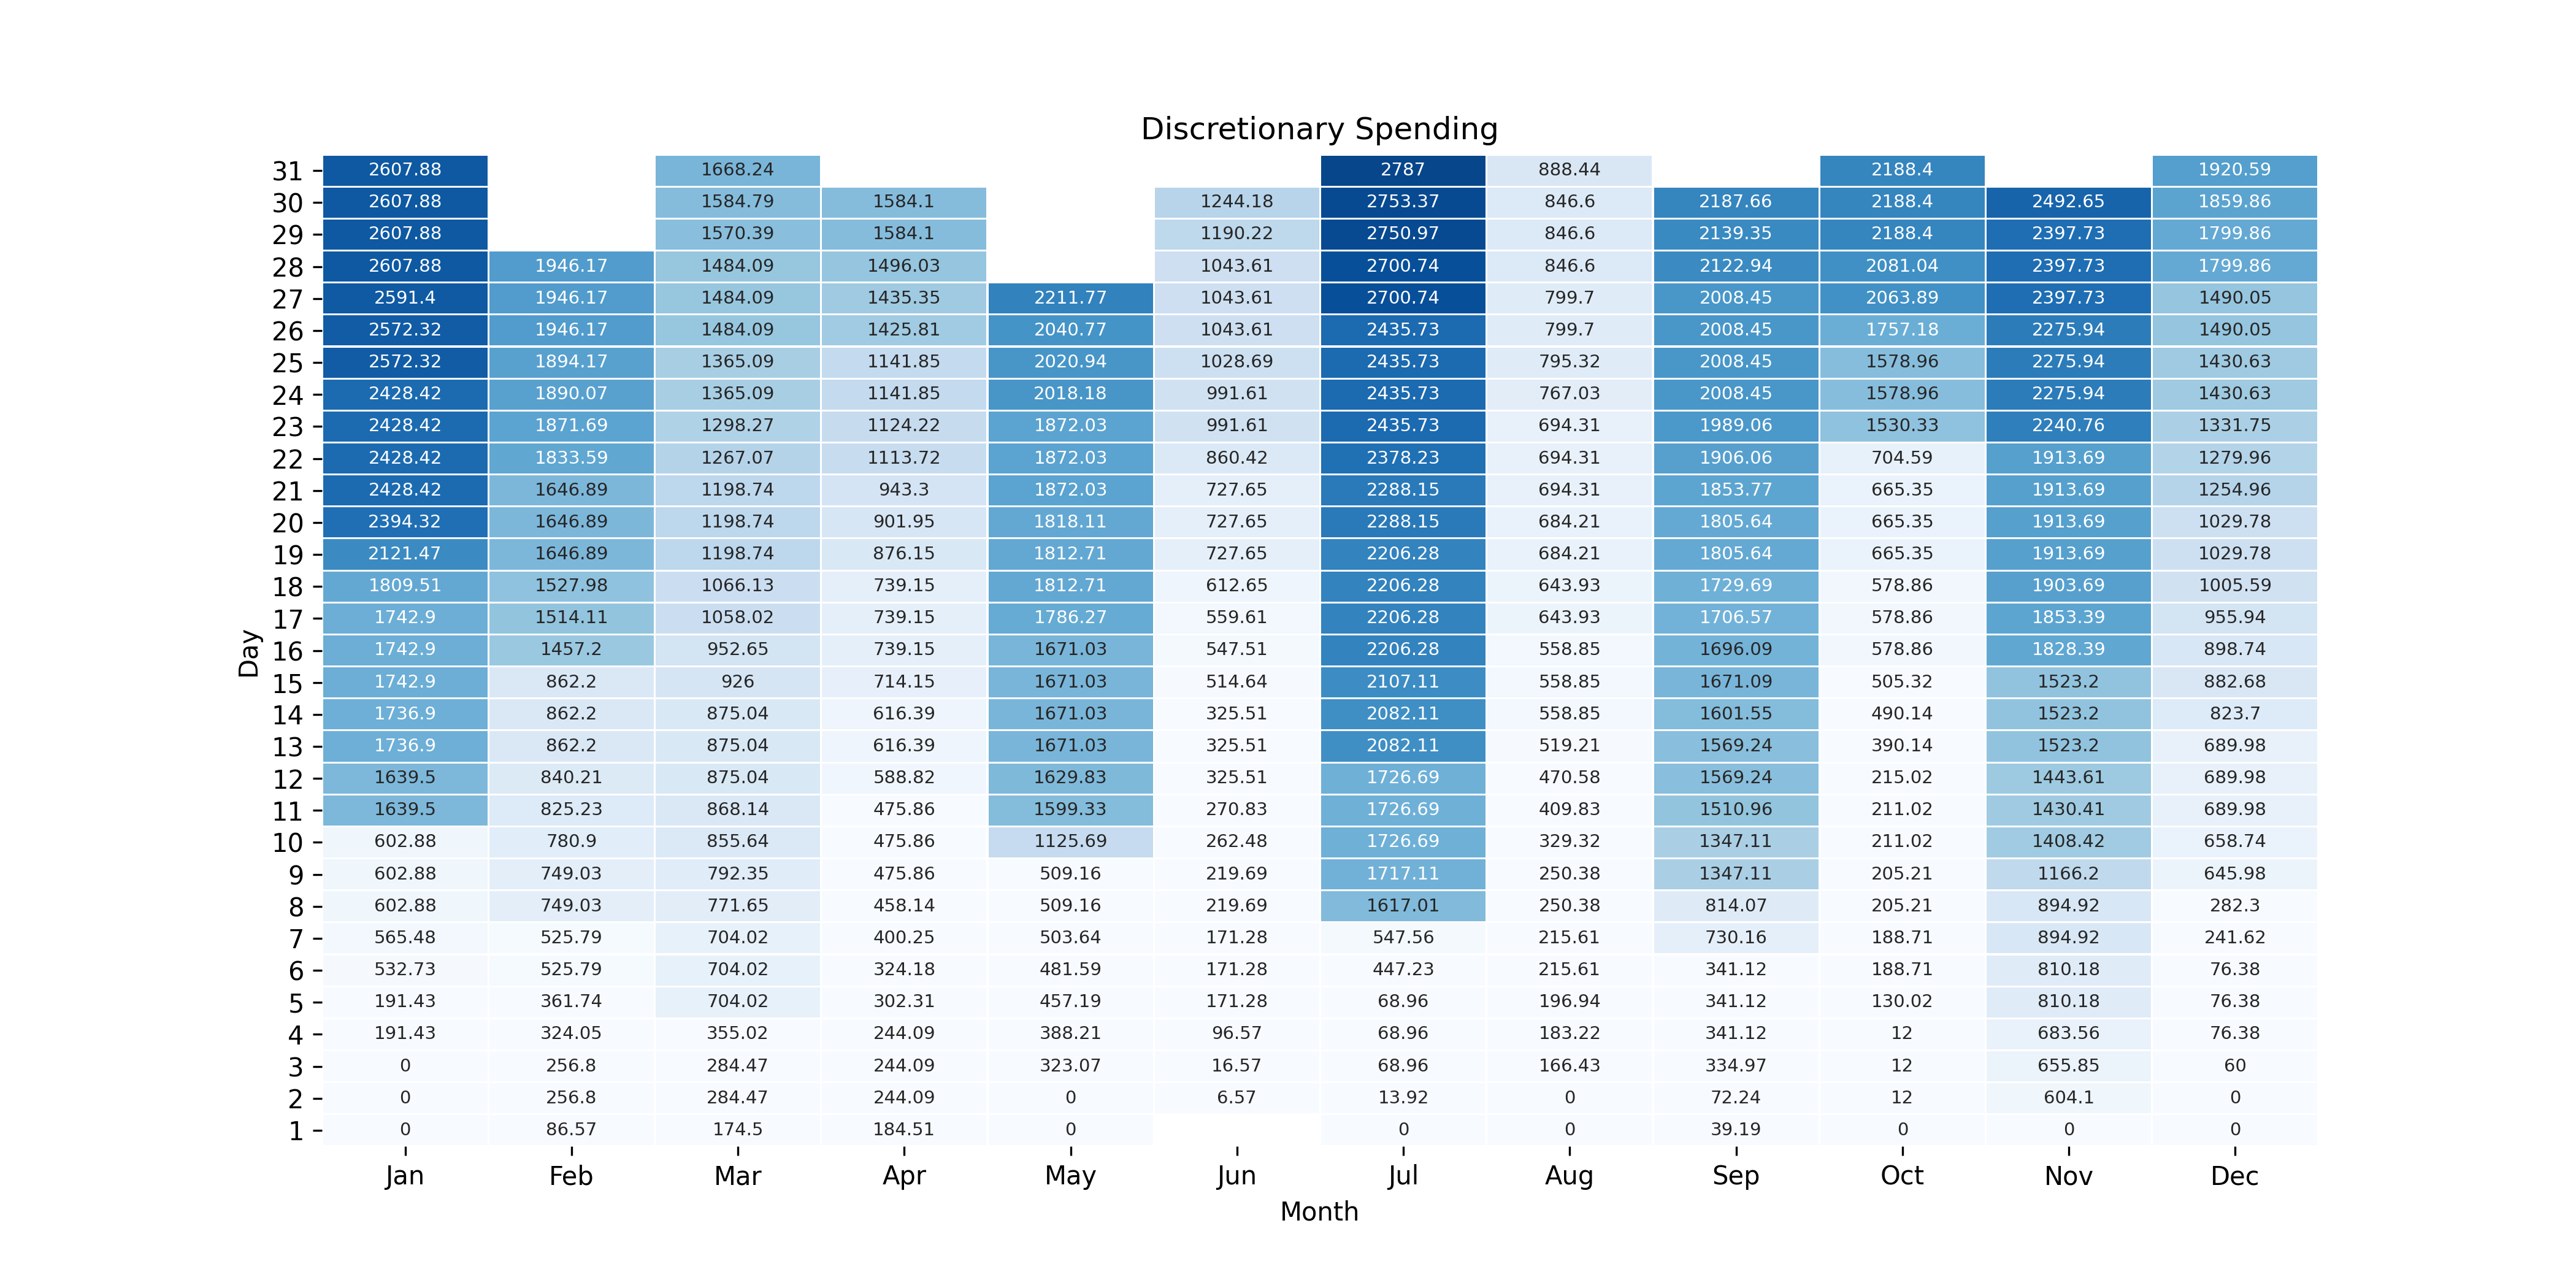 Discretionary Spending
31 2607.88 1668.24 2787 888.44 2188.4 1920.59
30 2607.88 1584.79 1584.1 1244.18 2753.37 846.6 2187.66 2188.4 2492.65 1859.86
29 2607.88 1570.39 1584.1 1190.22 2750.97 846.6 2139.35 2188.4 2397.73 1799.86
28 2607.88 1946.17 1484.09 1496.03 1043.61 2700.74 846.6 2122.94 2081.04 2397.73 1799.86
27 2591.4 1946.17 1484.09 1435.35 2211.77 1043.61 2700.74 799.7 2008.45 2063.89 2397.73 1490.05
26 2572.32 1946.17 1484.09 1425.81 2040.77 1043.61 2435.73 799.7 2008.45 1757.18 2275.94 1490.05
25 2572.32 1894.17 1365.09 1141.85 2020.94 1028.69 2435.73 795.32 2008.45 1578.96 2275.94 1430.63
24 2428.42 1890.07 1365.09 1141.85 2018.18 991.61 2435.73 767.03 2008.45 1578.96 2275.94 1430.63
23 2428.42 1871.69 1298.27 1124.22 1872.03 991.61 2435.73 694.31 1989.06 1530.33 2240.76 1331.75
22 2428.42 1833.59 1267.07 1113.72 1872.03 860.42 2378.23 694.31 1906.06 704.59 1913.69 1279.96
21 2428.42 1646.89 1198.74 943.3 1872.03 727.65 2288.15 694.31 1853.77 665.35 1913.69 1254.96
20 2394.32 1646.89 1198.74 901.95 1818.11 727.65 2288.15 684.21 1805.64 665.35 1913.69 1029.78
19 2121.47 1646.89 1198.74 876.15 1812.71 727.65 2206.28 684.21 1805.64 665.35 1913.69 1029.78
18 1809.51 1527.98 1066.13 739.15 1812.71 612.65 2206.28 643.93 1729.69 578.86 1903.69 1005.59
17 1742.9 1514.11 1058.02 739.15 1786.27 559.61 2206.28 643.93 1706.57 578.86 1853.39 955.94
16 1742.9 1457.2 952.65 739.15 1671.03 547.51 2206.28 558.85 1696.09 578.86 1828.39 898.74
15 1742.9 862.2 926 714.15 1671.03 514.64 2107.11 558.85 1671.09 505.32 1523.2 882.68
14 1736.9 862.2 875.04 616.39 1671.03 325.51 2082.11 558.85 1601.55 490.14 1523.2 823.7
13 1736.9 862.2 875.04 616.39 1671.03 325.51 2082.11 519.21 1569.24 390.14 1523.2 689.98
12 1639.5 840.21 875.04 588.82 1629.83 325.51 1726.69 470.58 1569.24 215.02 1443.61 689.98
11 1639.5 825.23 868.14 475.86 1599.33 270.83 1726.69 409.83 1510.96 211.02 1430.41 689.98
10 602.88 780.9 855.64 475.86 1125.69 262.48 1726.69 329.32 1347.11 211.02 1408.42 658.74
9 602.88 749.03 792.35 475.86 509.16 219.69 1717.11 250.38 1347.11 205.21 1166.2 645.98
8 602.88 749.03 771.65 458.14 509.16 219.69 1617.01 250.38 814.07 205.21 894.92 282.3
7 565.48 525.79 704.02 400.25 503.64 171.28 547.56 215.61 730.16 188.71 894.92 241.62
6 532.73 525.79 704.02 324.18 481.59 171.28 447.23 215.61 341.12 188.71 810.18 76.38
5 191.43 361.74 704.02 302.31 457.19 171.28 68.96 196.94 341.12 130.02 810.18 76.38
4 191.43 324.05 355.02 244.09 388.21 96.57 68.96 183.22 341.12 12 683.56 76.38
3 0 256.8 284.47 244.09 323.07 16.57 68.96 166.43 334.97 12 655.85 60
2 0 256.8 284.47 244.09 0 6.57 13.92 0 72.24 12 604.1 0
1 0 86.57 174.5 184.51 0 0 0 39.19 0 0 0
Jan Feb Mar Apr May Jun Jul Aug Sep Oct Nov Dec
Month
Day